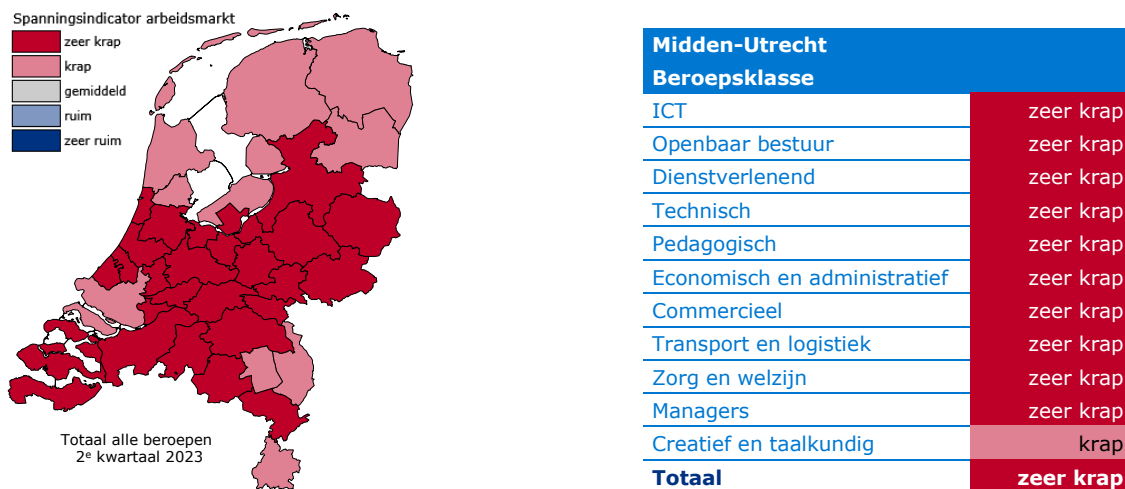 Spanningsindicator arbeidsmarkt
zeer krap
krap
gemiddeld
ruim
zeer ruim
Totaal alle beroepen
2ᵉ kwartaal 2023
Midden-Utrecht
Beroepsklasse
ICT zeer krap
Openbaar bestuur zeer krap
Dienstverlenend zeer krap
Technisch zeer krap
Pedagogisch zeer krap
Economisch en administratief zeer krap
Commercieel zeer krap
Transport en logistiek zeer krap
Zorg en welzijn zeer krap
Managers zeer krap
Creatief en taalkundig krap
Totaal zeer krap